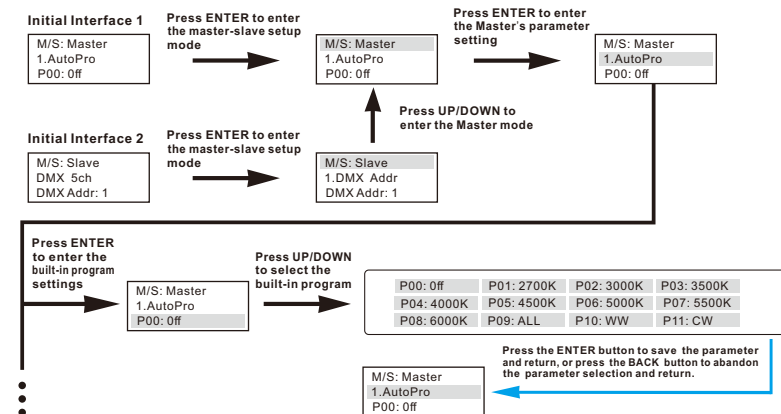 Initial Interface 1
M/S: Master
1.AutoPro
P00: 0ff
Press ENTER to enter
the master-slave setup
mode
M/S: Master
1.AutoPro
P00: 0ff
Press ENTER to enter
the Master's parameter
setting
M/S: Master
1.AutoPro
P00: 0ff
Press UP/DOWN to
enter the Master mode
Initial Interface 2
M/S: Slave
DMX 5ch
DMX Addr: 1
Press ENTER to enter
the master-slave setup
mode
M/S: Slave
1.DMX Addr
DMX Addr: 1
Press ENTER
to enter the
built-in program
settings
M/S: Master
1.AutoPro
P00: 0ff
Press UP/DOWN
to select the
built-in program
P00: 0ff P01: 2700K P02: 3000K P03: 3500K
P04: 4000K P05: 4500K P06: 5000K P07: 5500K
P08: 6000K P09: ALL P10: WW P11: CW
Press the ENTER button to save the parameter
and return, or press the BACK button to abandon
the parameter selection and return.
M/S: Master
1.AutoPro
P00: 0ff